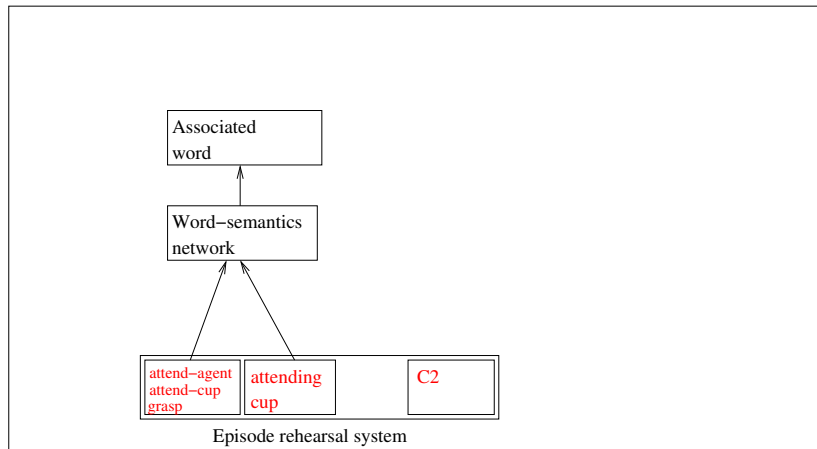 Associated
word
Word−semantics
network
attend−agent
attend−cup
grasp
attending
cup
C2
Episode rehearsal system